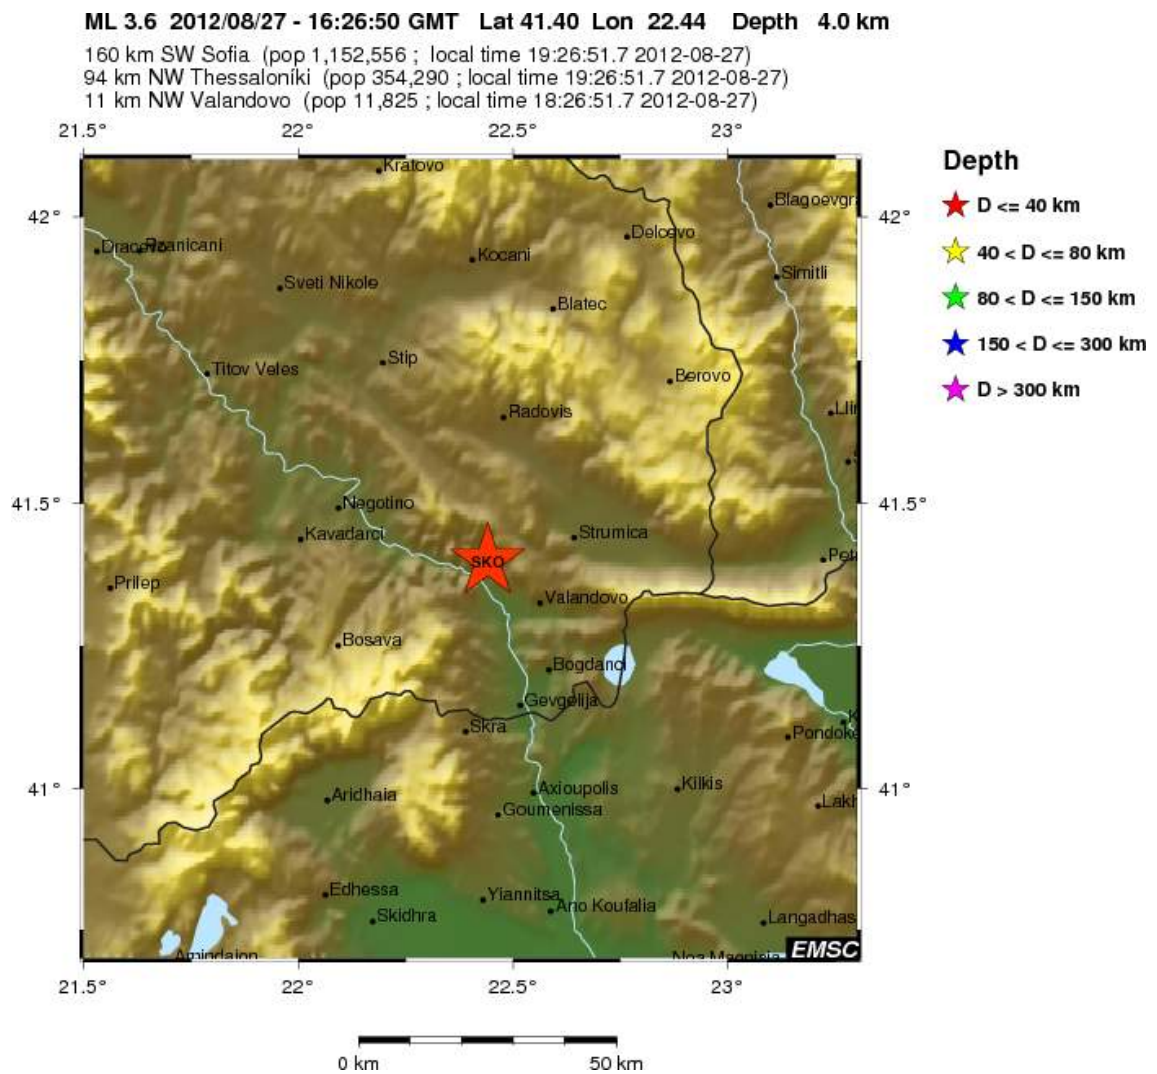 ML 3.6 2012/08/27 - 16:26:50 GMT Lat 41.40 Lon 22.44 Depth 4.0 km
160 km SW Sofia (pop 1,152,556 ; local time 19:26:51.7 2012-08-27)
94 km NW Thessaloníki (pop 354,290 ; local time 19:26:51.7 2012-08-27)
11 km NW Valandovo (pop 11,825 ; local time 18:26:51.7 2012-08-27)
21.5° 22° 22.5° 23°
Depth
D <= 40 km
40 < D <= 80 km
80 < D <= 150 km
150 < D <= 300 km
D > 300 km
Kratovo
Blagoevgr
42° 42°
Delcevo
Dracevo
Kocani
Simitli
Sveti Nikole
Blatec
Stip
Titov Veles
Berovo
Radovis
41.5° 41.5°
Negotino
Kavadarci
Strumica
Petr
SKO
Prilep
Valandovo
Bosava
Bogdanci
Gevgelija
Skra
Pondoke
41° 41°
Kilkis
Axioupolis
Aridhaia
Lakh
Goumenissa
Edhessa
Yiannitsa
Ano Koufalia
Skidhra
Langadhas
EMSC
21.5° 22° 22.5° 23°
0 km 50 km